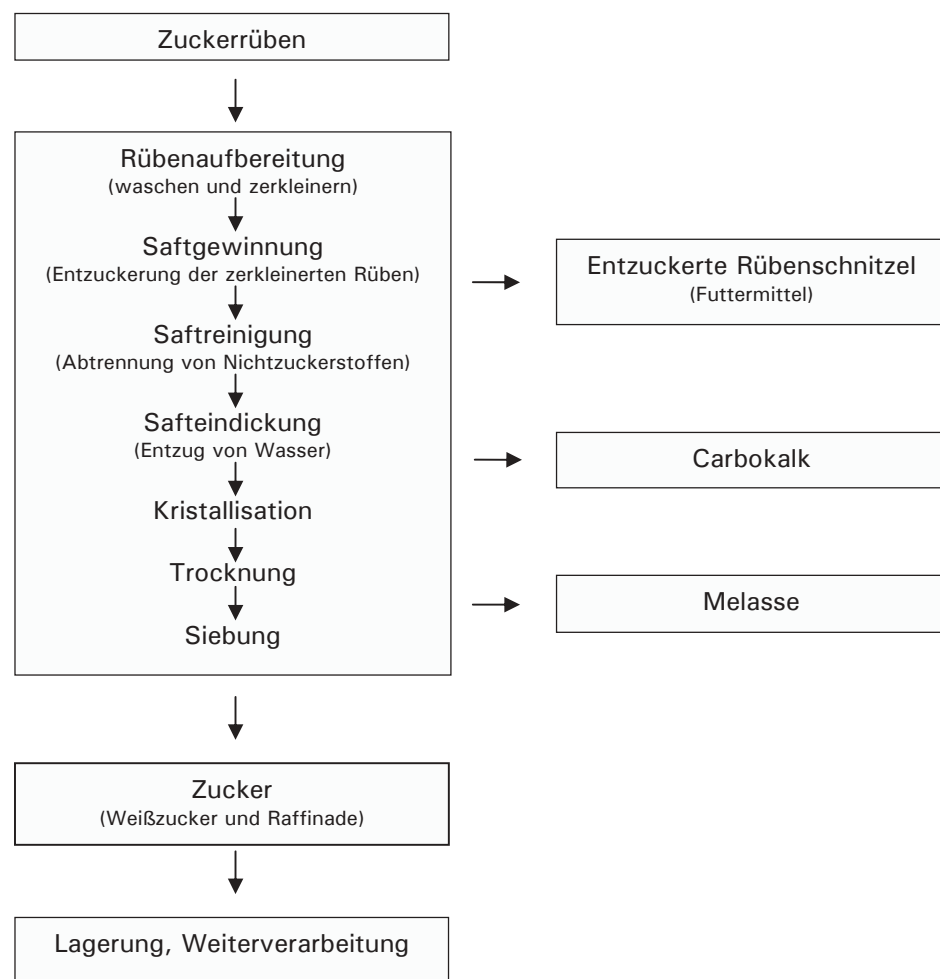 Zuckerrüben
Rübenaufbereitung
(waschen und zerkleinern)
Saftgewinnung
(Entzuckerung der zerkleinerten Rüben)
Saftreinigung
(Abtrennung von Nichtzuckerstoffen)
Safteindickung
(Entzug von Wasser)
Kristallisation
Trocknung
Siebung
Entzuckerte Rübenschnitzel
(Futtermittel)
Carbokalk
Melasse
Zucker
(Weißzucker und Raffinade)
Lagerung, Weiterverarbeitung